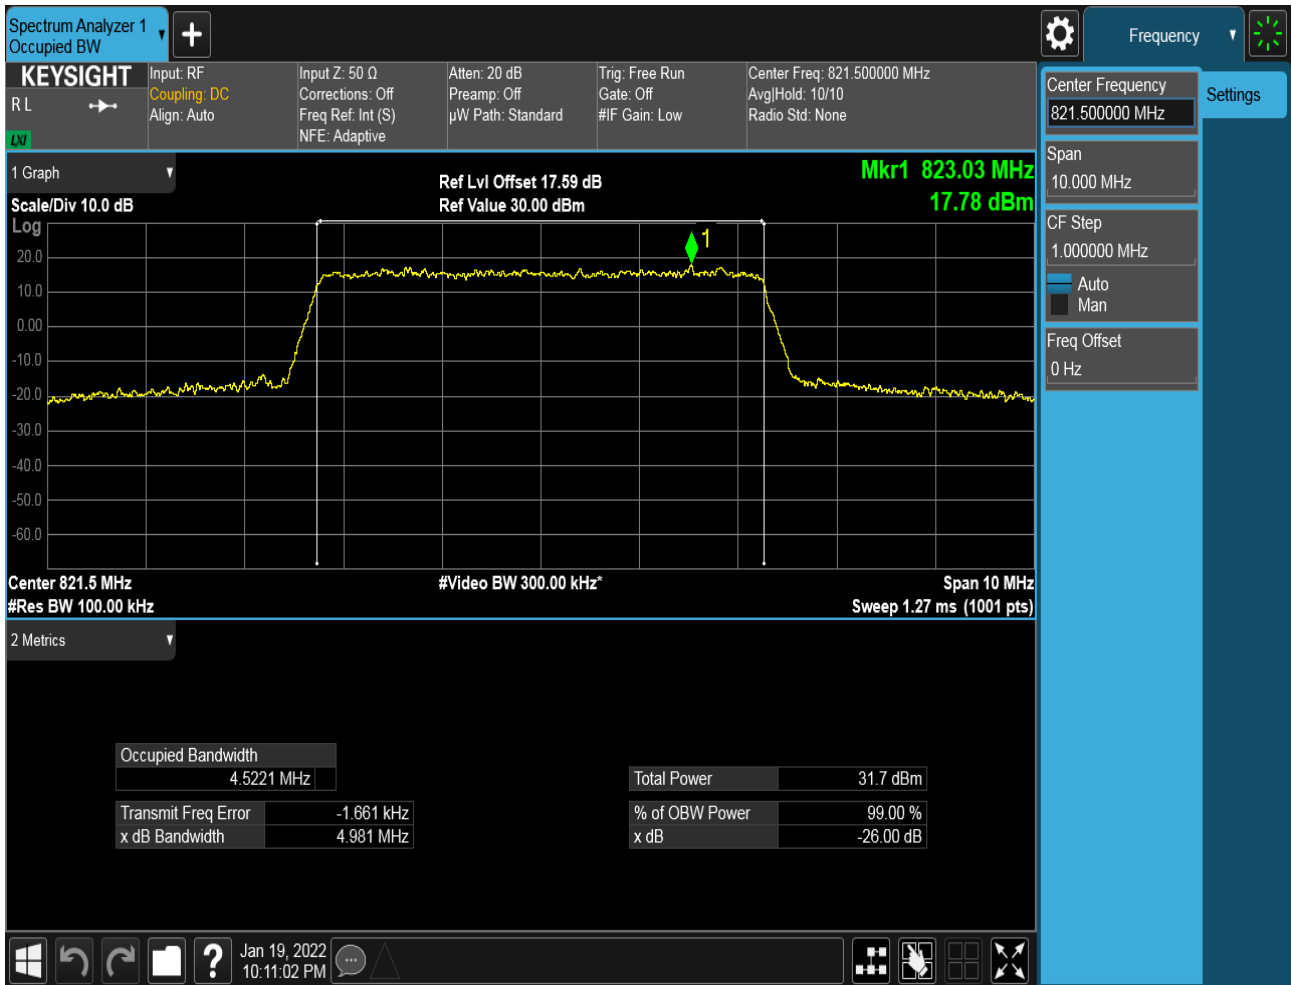 Spectrum Analyzer 1
Occupied BW
Frequency
KEYSIGHT
R L
LXI
Input: RF
Coupling: DC
Align: Auto
Input Z: 50 Ω
Corrections: Off
Freq Ref: Int (S)
NFE: Adaptive
Atten: 20 dB
Preamp: Off
µW Path: Standard
Trig: Free Run
Gate: Off
#IF Gain: Low
Center Freq: 821.500000 MHz
Avg|Hold: 10/10
Radio Std: None
Center Frequency
821.500000 MHz
Settings
Span
10.000 MHz
CF Step
1.000000 MHz
Auto
Man
Freq Offset
0 Hz
1 Graph
Scale/Div 10.0 dB
Ref Lvl Offset 17.59 dB
Ref Value 30.00 dBm
Mkr1 823.03 MHz
17.78 dBm
Log
1
20.0
10.0
0.00
-10.0
-20.0
-30.0
-40.0
-50.0
-60.0
Center 821.5 MHz
#Video BW 300.00 kHz*
Span 10 MHz
#Res BW 100.00 kHz
Sweep 1.27 ms (1001 pts)
2 Metrics
Occupied Bandwidth
4.5221 MHz
Total Power 31.7 dBm
Transmit Freq Error -1.661 kHz
% of OBW Power 99.00 %
x dB Bandwidth 4.981 MHz
x dB -26.00 dB
?
Jan 19, 2022
10:11:02 PM